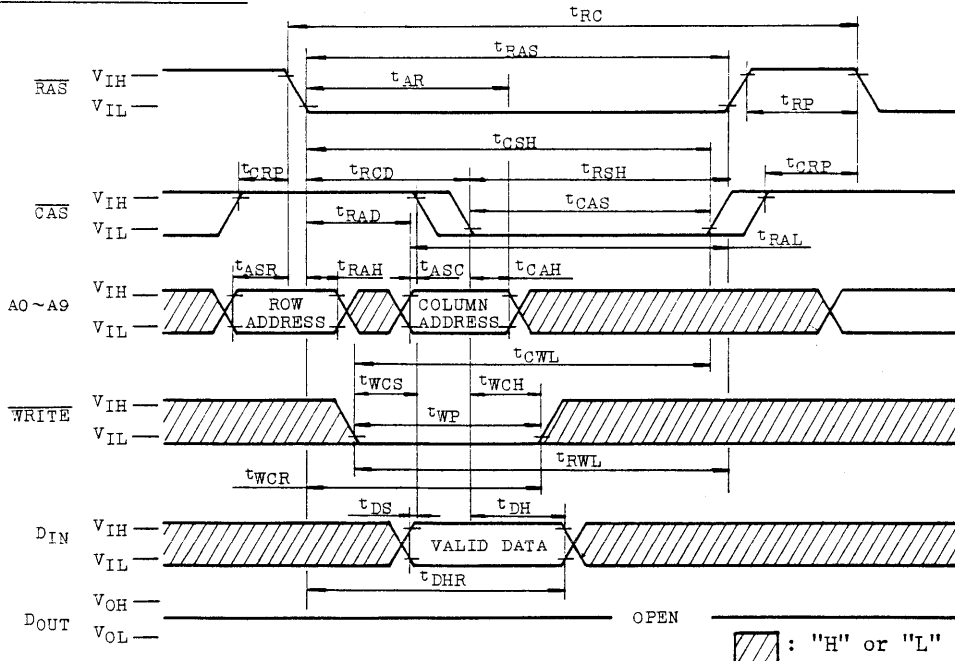 tRC
tRAS
tAR
RAS VIH VIL
tRP
tCSH
tCRP tRCD tRSH tCRP
CAS VIH VIL
tCAS
tRAD
tRAL
tASR tRAH tASC tCAH
A0~A9 VIH VIL
ROW ADDRESS
COLUMN ADDRESS
tCWL
tWCS tWCH
WRITE VIH VIL
tWP
tRWL
tWCR
tDS tDH
DIN VIH VIL
VALID DATA
tDHR
DOUT VOH VOL
OPEN
: "H" or "L"